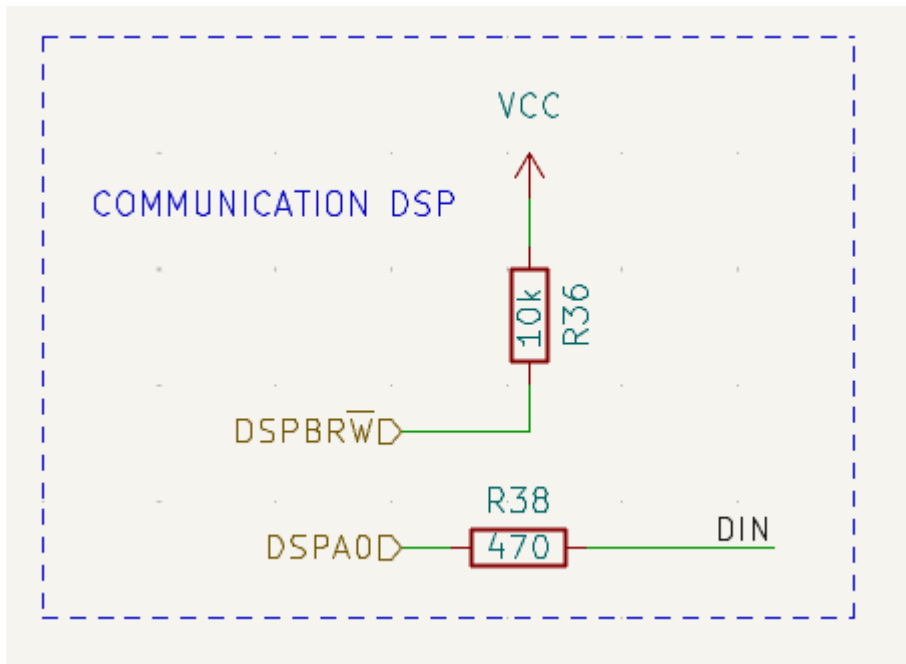 VCC
COMMUNICATION DSP
10k
R36
DSPBRW̅
R38
DIN
DSPA0
470